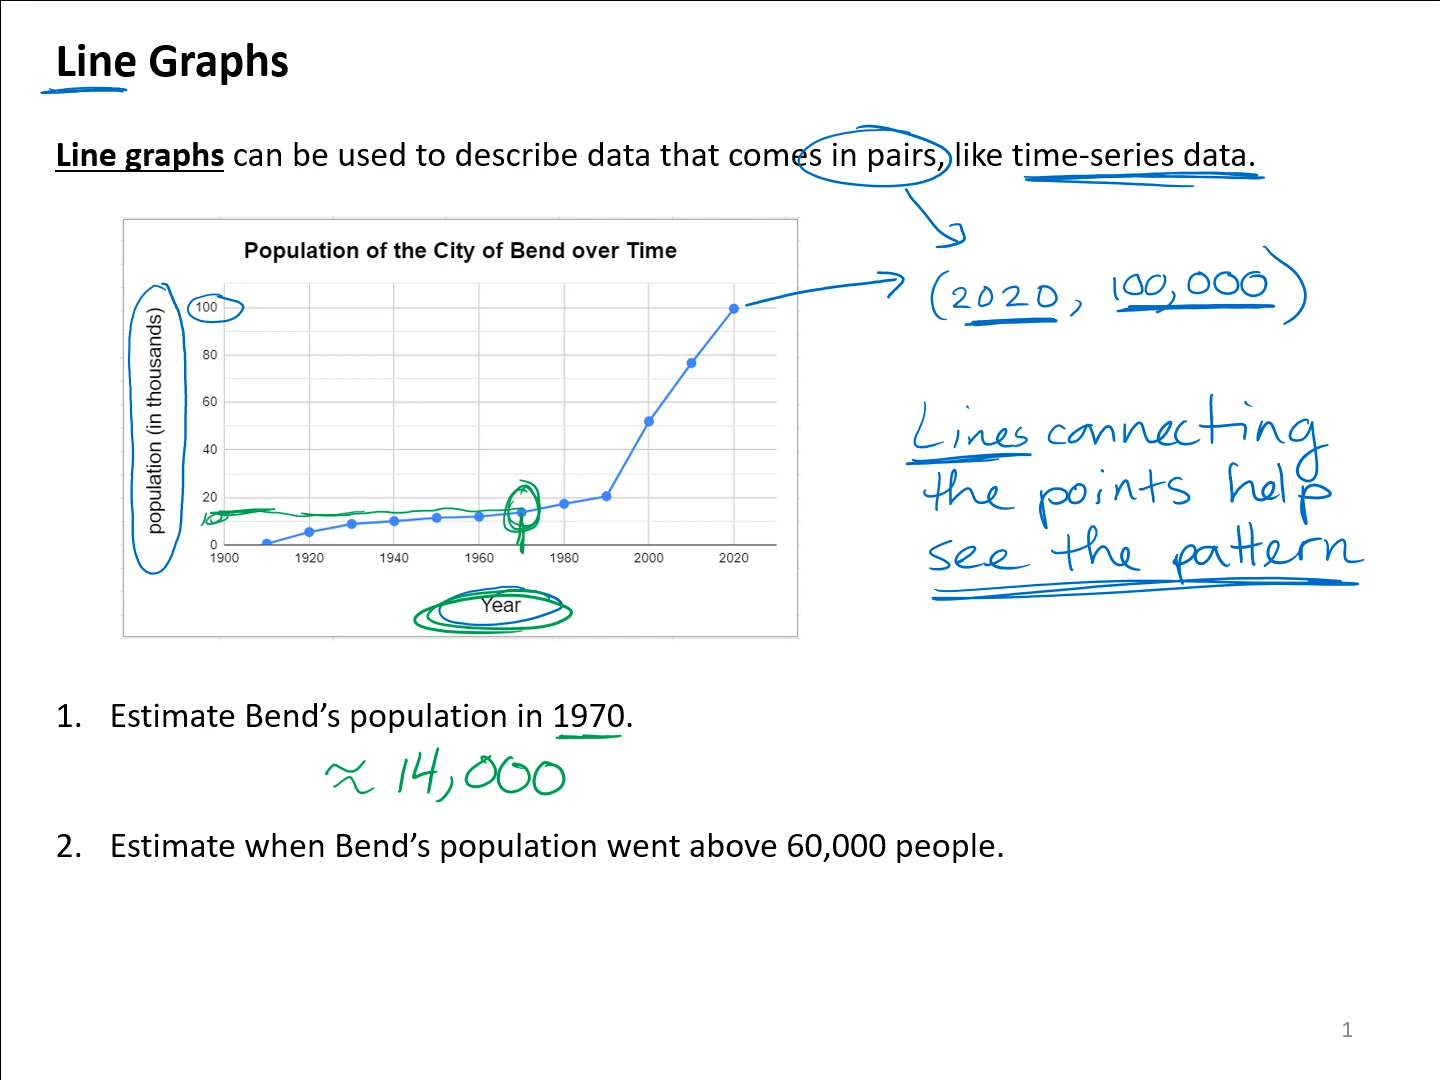 Line Graphs
Line graphs can be used to describe data that comes in pairs, like time-series data.
Population of the City of Bend over Time
population (in thousands)
100
80
60
40
20
10
0
1900 1920 1940 1960 1980 2000 2020
Year
(2020, 100,000)
Lines connecting
the points help
see the pattern
1. Estimate Bend’s population in 1970.
≈ 14,000
2. Estimate when Bend’s population went above 60,000 people.
1